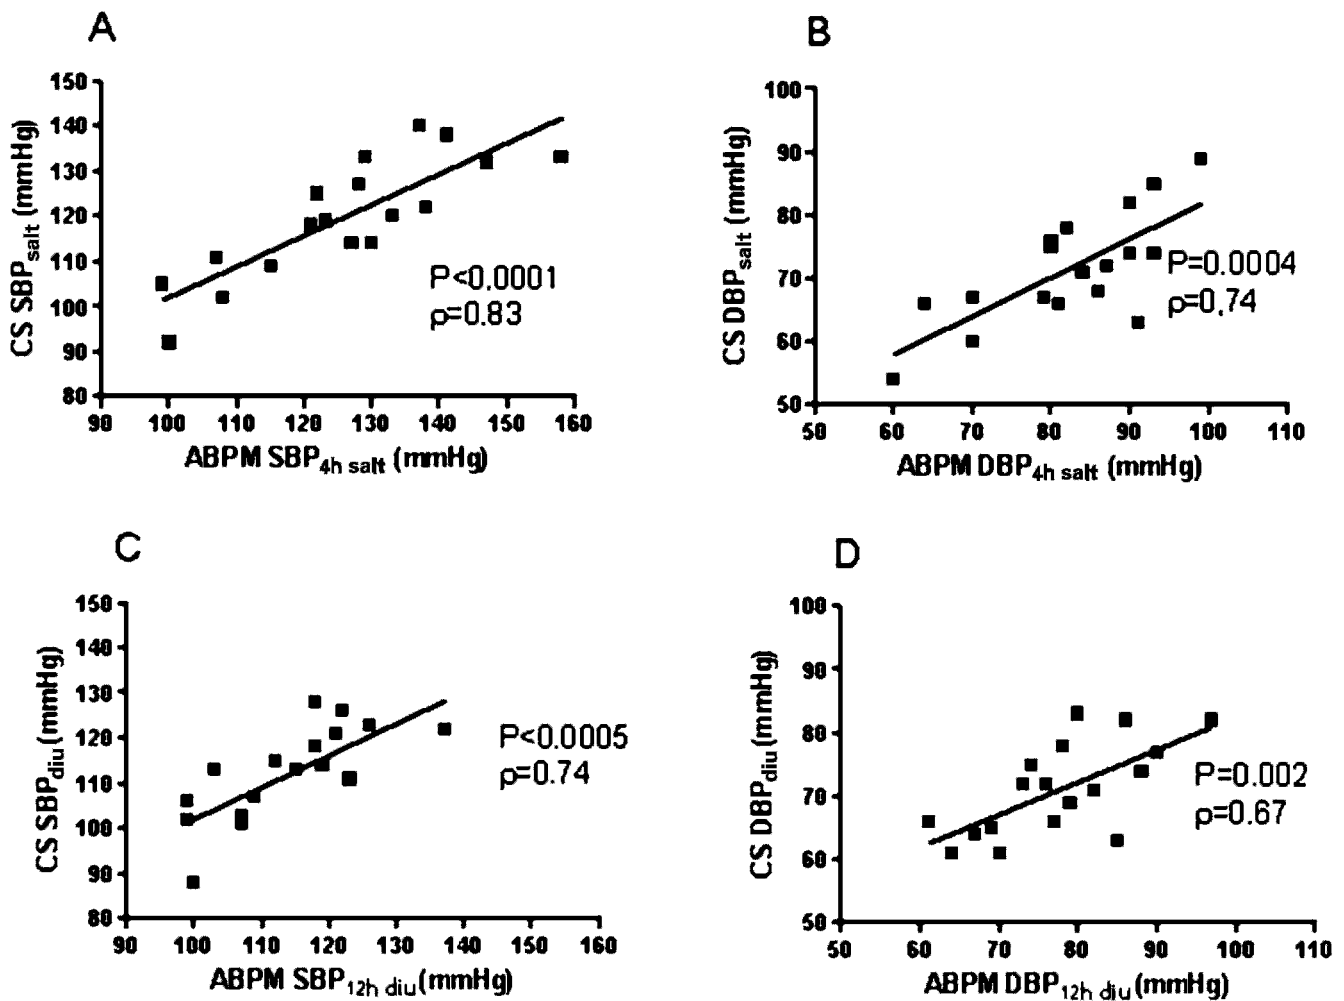 A
150
140
130
120
110
100
90
80
90 100 110 120 130 140 150 160
CS SBPsalt (mmHg)
ABPM SBP4h salt (mmHg)
P<0.0001
ρ=0.83
B
100
90
80
70
60
50
50 60 70 80 90 100 110
CS DBPsalt (mmHg)
ABPM DBP4h salt (mmHg)
P=0.0004
ρ=0.74
C
150
140
130
120
110
100
90
80
90 100 110 120 130 140 150 160
CS SBPdiu (mmHg)
ABPM SBP12h diu (mmHg)
P<0.0005
ρ=0.74
D
100
90
80
70
60
50
50 60 70 80 90 100 110
CS DBPdiu (mmHg)
ABPM DBP12h diu (mmHg)
P=0.002
ρ=0.67